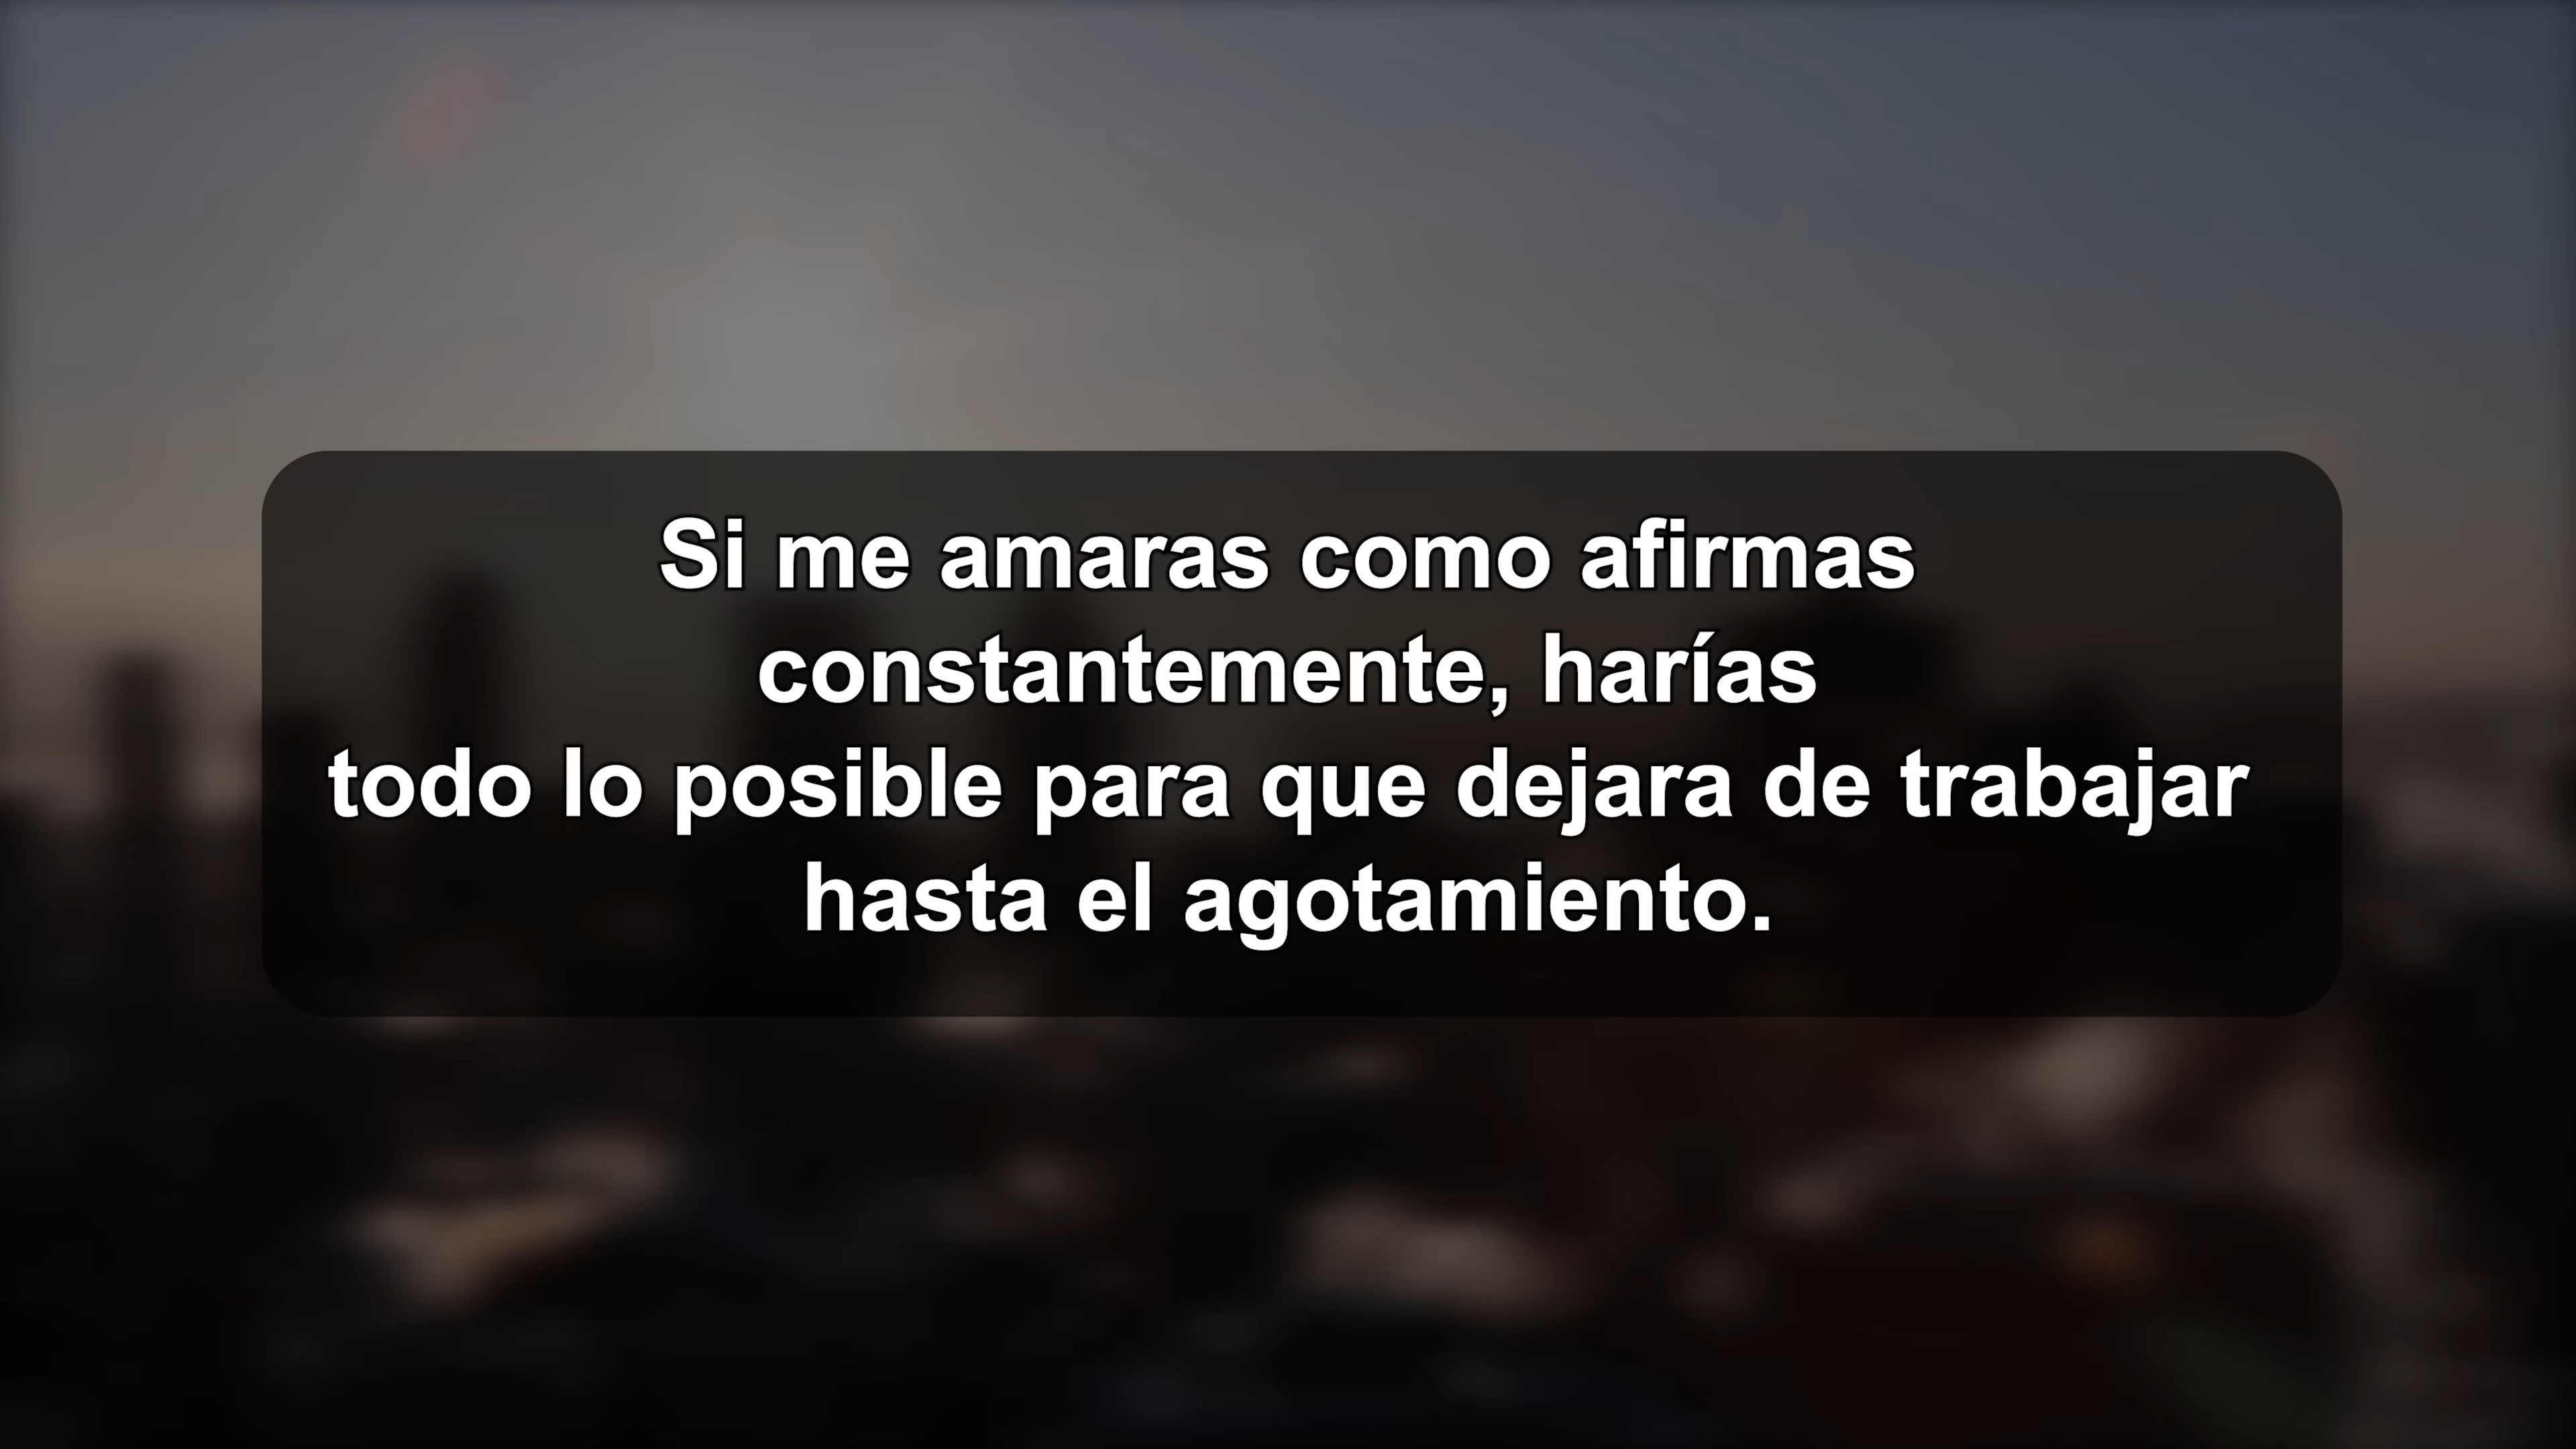 Si me amaras como afirmas
constantemente, harías
todo lo posible para que dejara de trabajar
hasta el agotamiento.